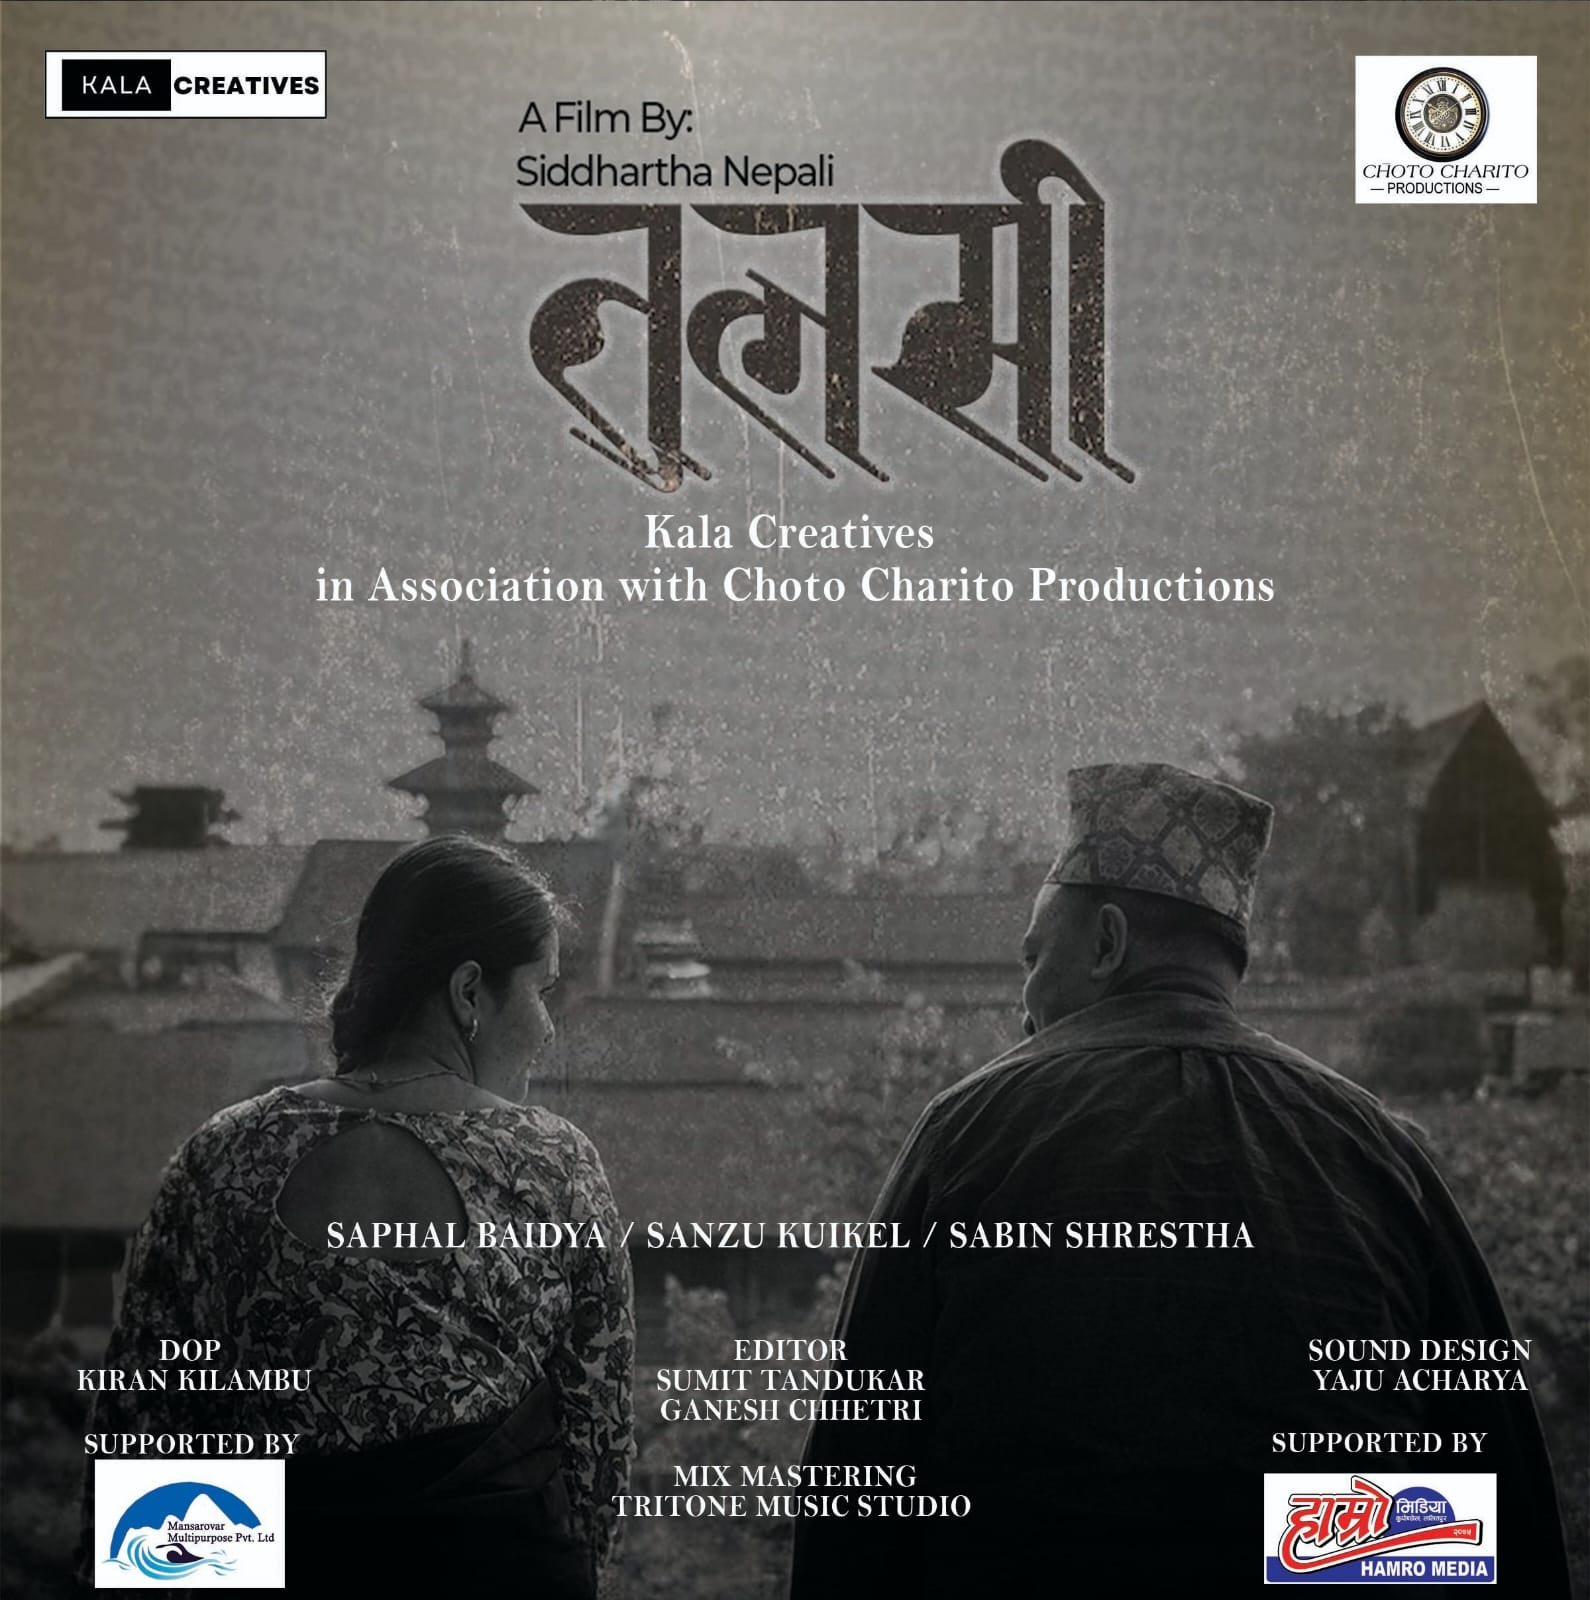 KALA CREATIVES
A Film By:
Siddhartha Nepali
CHOTO CHARITO
PRODUCTIONS
तुलसी
Kala Creatives
in Association with Choto Charito Productions
SAPHAL BAIDYA / SANZU KUIKEL / SABIN SHRESTHA
DOP
KIRAN KILAMBU
EDITOR
SUMIT TANDUKAR
GANESH CHHETRI
SOUND DESIGN
YAJU ACHARYA
SUPPORTED BY
Mansarovar
Multipurpose Pvt. Ltd
MIX MASTERING
TRITONE MUSIC STUDIO
SUPPORTED BY
हाम्रो मिडिया
HAMRO MEDIA